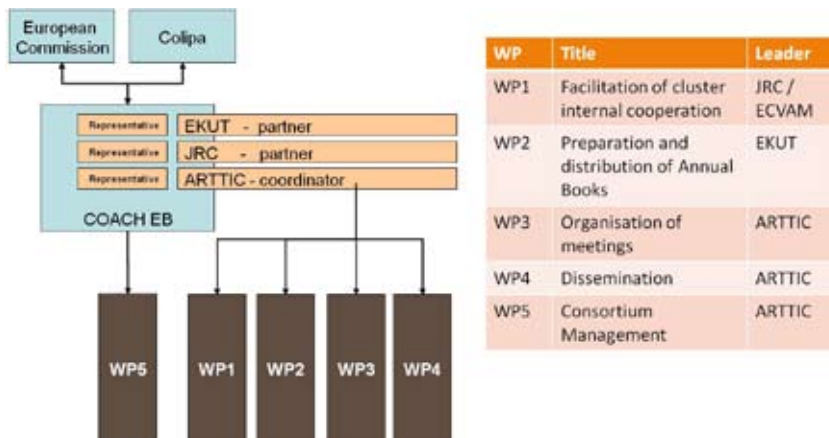 European
Commission
Colipa
Representative
EKUT - partner
Representative
JRC - partner
Representative
ARTTIC - coordinator
COACH EB
WP5
WP1
WP2
WP3
WP4
WP Title Leader
WP1 Facilitation of cluster JRC /
internal cooperation ECVAM
WP2 Preparation and EKUT
distribution of Annual
Books
WP3 Organisation of ARTTIC
meetings
WP4 Dissemination ARTTIC
WP5 Consortium ARTTIC
Management